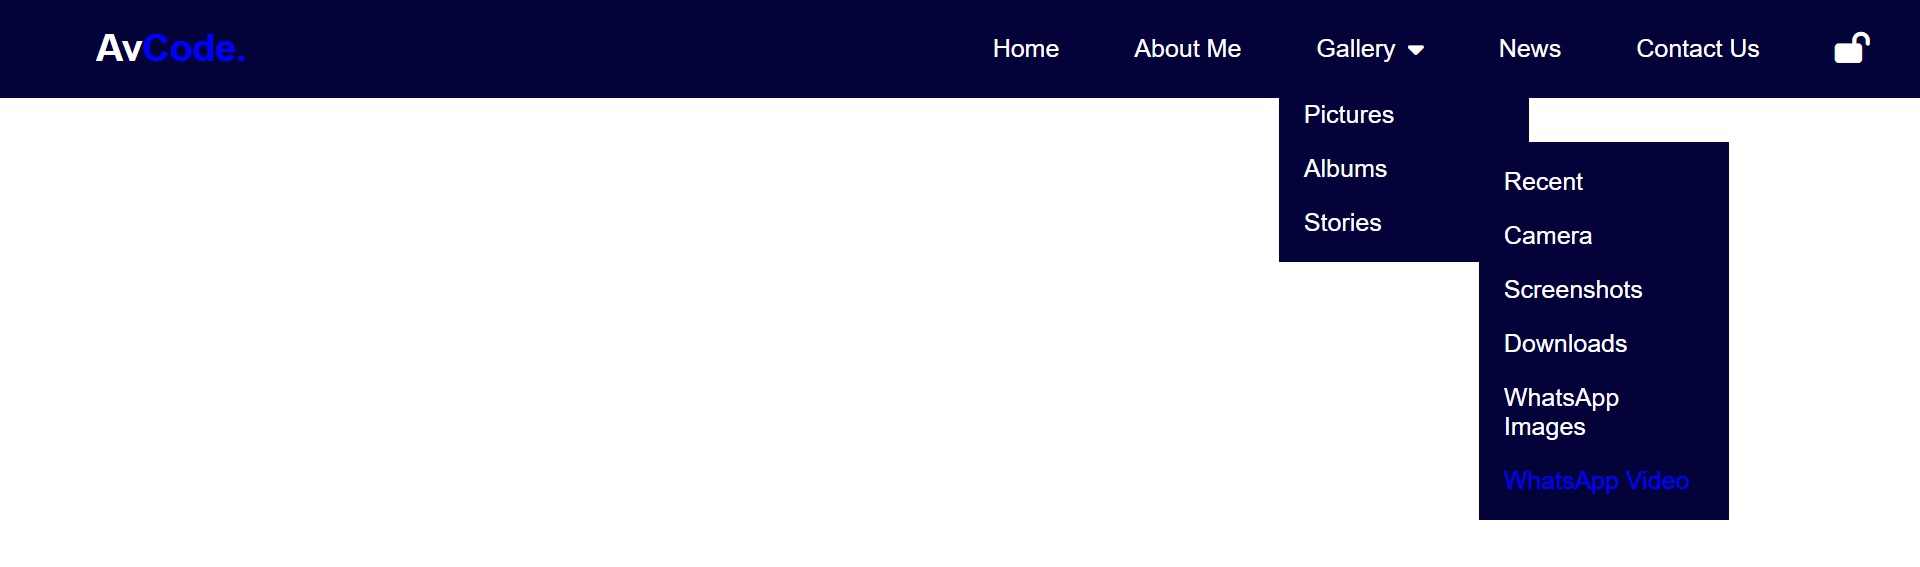 AvCode.
Home
About Me
Gallery
News
Contact Us
Pictures
Albums
Stories
Recent
Camera
Screenshots
Downloads
WhatsApp
Images
WhatsApp Video